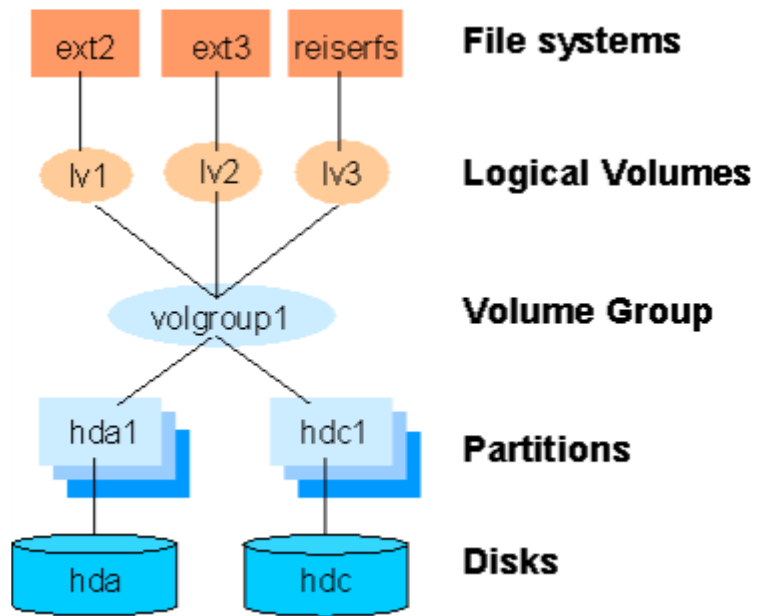 ext2 ext3 reiserfs File systems
lv1 lv2 lv3 Logical Volumes
volgroup1 Volume Group
hda1 hdc1 Partitions
hda hdc Disks